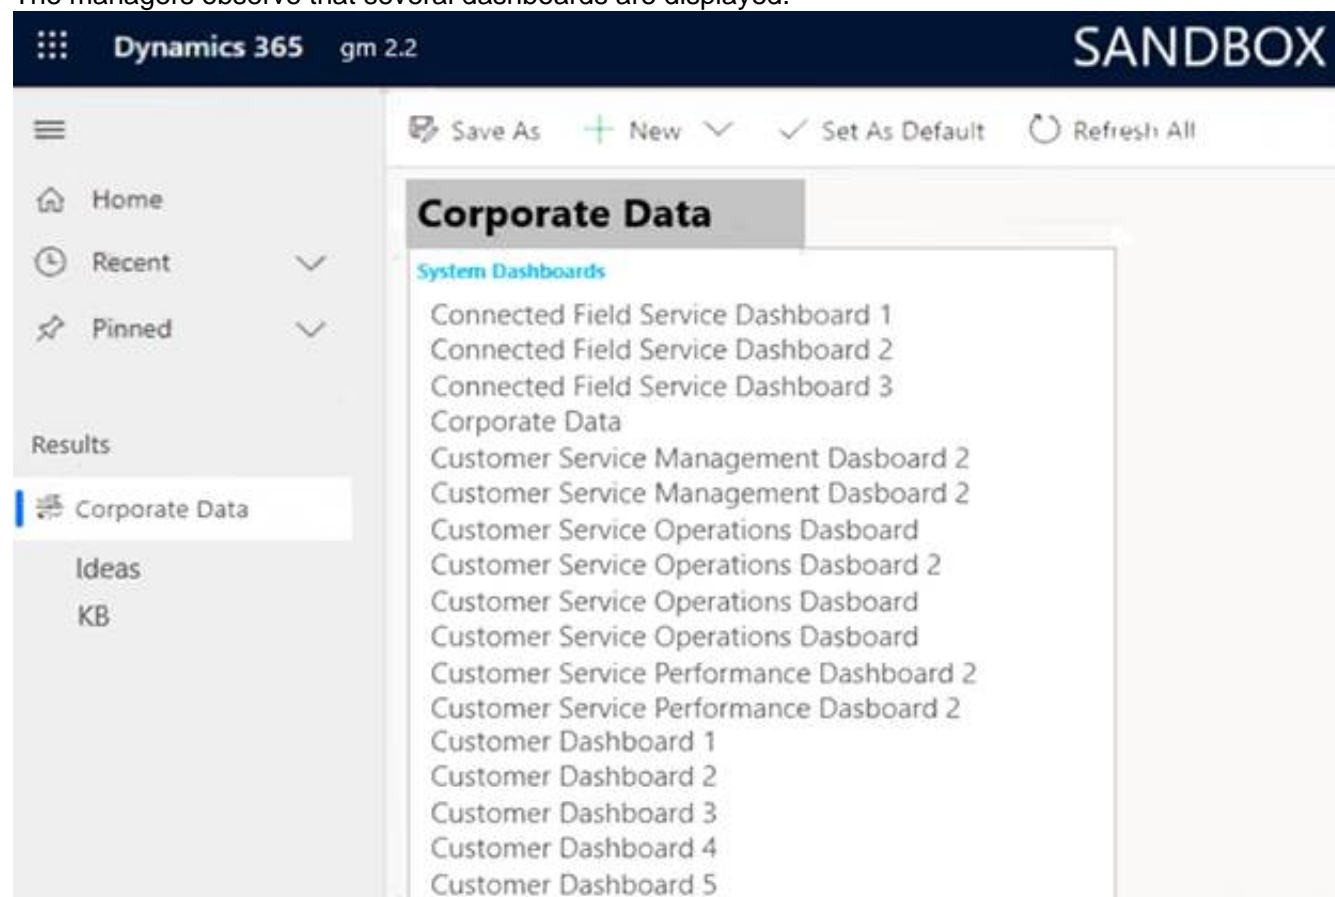 The managers observe that several dashboards are displayed.
Dynamics 365 gm 2.2 SANDBOX
Save As New Set As Default Refresh All
Home
Recent
Pinned
Results
Corporate Data
Ideas
KB
Corporate Data
System Dashboards
Connected Field Service Dashboard 1
Connected Field Service Dashboard 2
Connected Field Service Dashboard 3
Corporate Data
Customer Service Management Dasboard 2
Customer Service Management Dasboard 2
Customer Service Operations Dasboard
Customer Service Operations Dasboard 2
Customer Service Operations Dasboard
Customer Service Operations Dasboard
Customer Service Performance Dashboard 2
Customer Service Performance Dasboard 2
Customer Dashboard 1
Customer Dashboard 2
Customer Dashboard 3
Customer Dashboard 4
Customer Dashboard 5